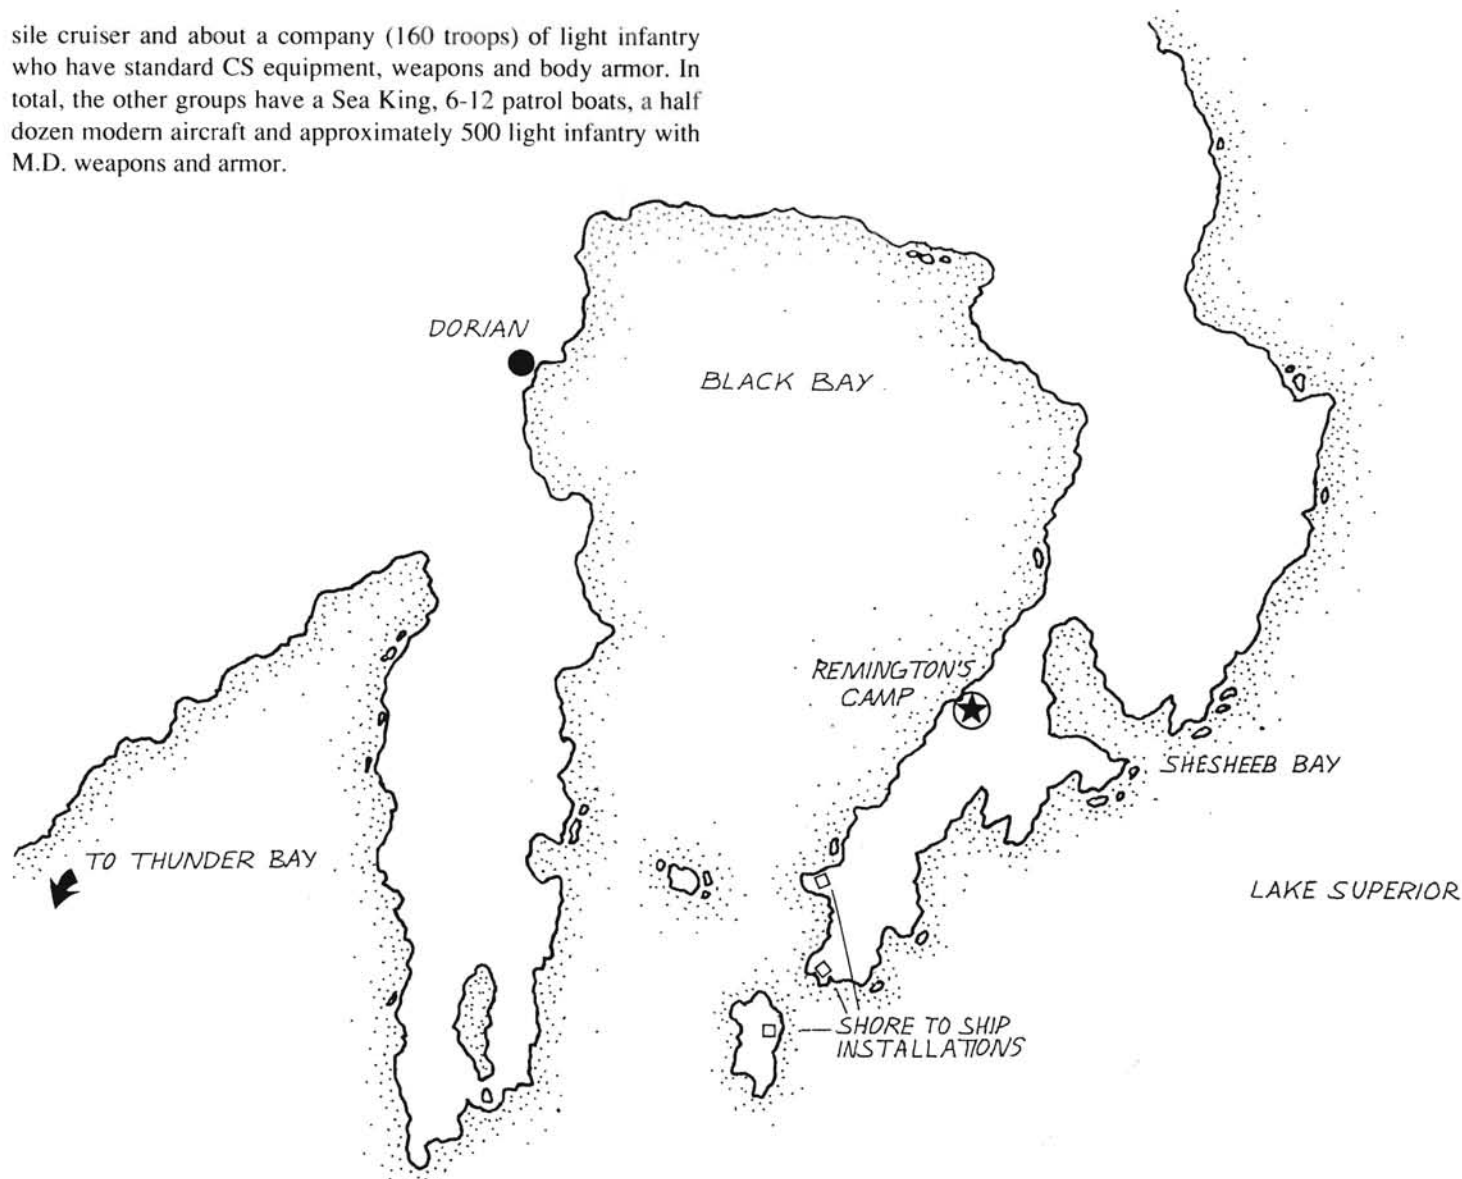 sile cruiser and about a company (160 troops) of light infantry
who have standard CS equipment, weapons and body armor. In
total, the other groups have a Sea King, 6-12 patrol boats, a half
dozen modern aircraft and approximately 500 light infantry with
M.D. weapons and armor.
DORIAN
BLACK BAY
REMINGTON'S
CAMP
SHESHEEB BAY
TO THUNDER BAY
LAKE SUPERIOR
SHORE TO SHIP
INSTALLATIONS